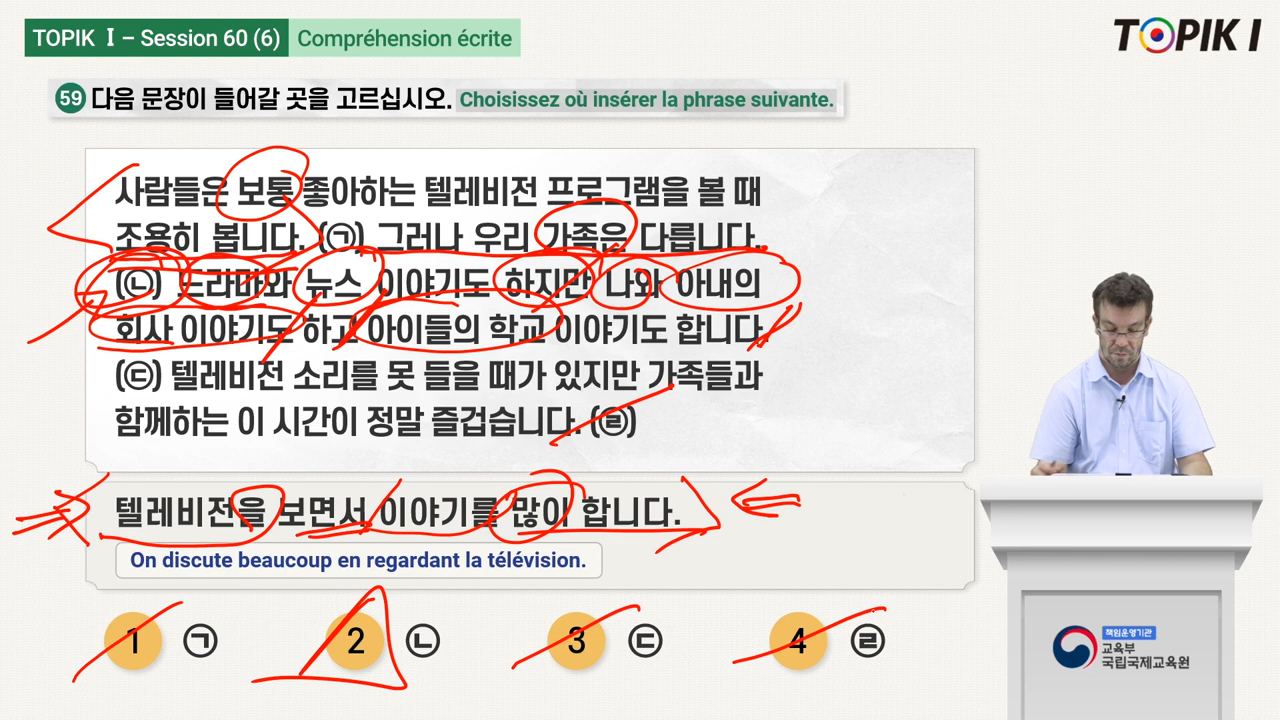 TOPIK I – Session 60 (6) Compréhension écrite
TOPIK I
59 다음 문장이 들어갈 곳을 고르십시오. Choisissez où insérer la phrase suivante.
사람들은 보통 좋아하는 텔레비전 프로그램을 볼 때
조용히 봅니다. (㉠) 그러나 우리 가족은 다릅니다.
(㉡) 드라마와 뉴스 이야기도 하지만 나와 아내의
회사 이야기도 하고 아이들의 학교 이야기도 합니다.
(㉢) 텔레비전 소리를 못 들을 때가 있지만 가족들과
함께하는 이 시간이 정말 즐겁습니다. (㉣)
텔레비전을 보면서 이야기를 많이 합니다.
On discute beaucoup en regardant la télévision.
1 ㉠ 2 ㉡ 3 ㉢ 4 ㉣
책임운영기관
교육부
국립국제교육원